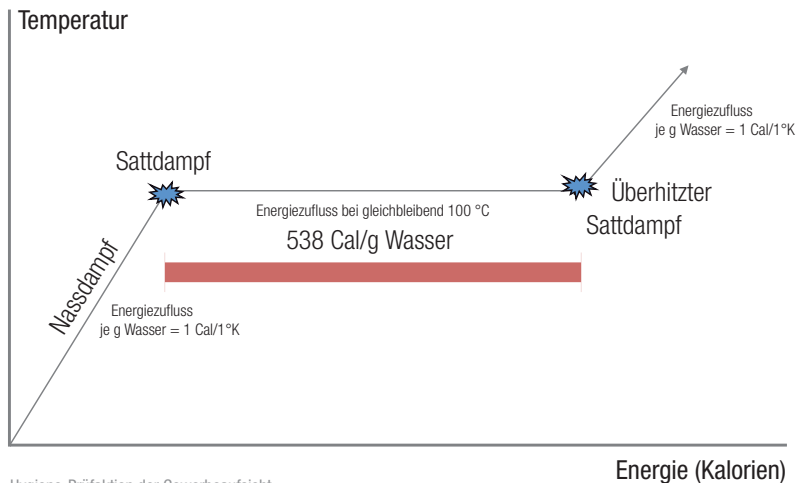 Temperatur
Energiezufluss
je g Wasser = 1 Cal/1°K
Sattdampf
Überhitzter
Sattdampf
Energiezufluss bei gleichbleibend 100 °C
538 Cal/g Wasser
Nassdampf
Energiezufluss
je g Wasser = 1 Cal/1°K
Energie (Kalorien)